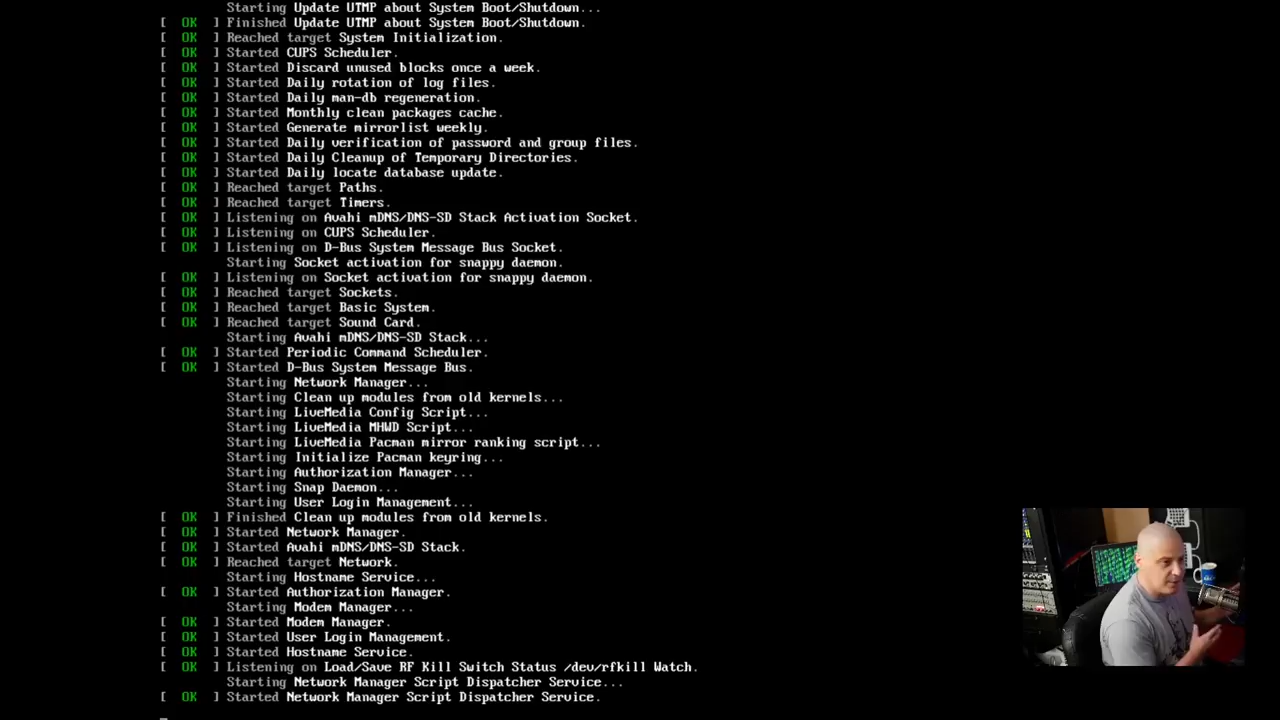 Starting Update UTMP about System Boot/Shutdown...
[  OK  ] Finished Update UTMP about System Boot/Shutdown.
[  OK  ] Reached target System Initialization.
[  OK  ] Started CUPS Scheduler.
[  OK  ] Started Discard unused blocks once a week.
[  OK  ] Started Daily rotation of log files.
[  OK  ] Started Daily man-db regeneration.
[  OK  ] Started Monthly clean packages cache.
[  OK  ] Started Generate mirrorlist weekly.
[  OK  ] Started Daily verification of password and group files.
[  OK  ] Started Daily Cleanup of Temporary Directories.
[  OK  ] Started Daily locate database update.
[  OK  ] Reached target Paths.
[  OK  ] Reached target Timers.
[  OK  ] Listening on Avahi mDNS/DNS-SD Stack Activation Socket.
[  OK  ] Listening on CUPS Scheduler.
[  OK  ] Listening on D-Bus System Message Bus Socket.
Starting Socket activation for snappy daemon.
[  OK  ] Listening on Socket activation for snappy daemon.
[  OK  ] Reached target Sockets.
[  OK  ] Reached target Basic System.
[  OK  ] Reached target Sound Card.
Starting Avahi mDNS/DNS-SD Stack...
[  OK  ] Started Periodic Command Scheduler.
[  OK  ] Started D-Bus System Message Bus.
Starting Network Manager...
Starting Clean up modules from old kernels...
Starting LiveMedia Config Script...
Starting LiveMedia MHWD Script...
Starting LiveMedia Pacman mirror ranking script...
Starting Initialize Pacman keyring...
Starting Authorization Manager...
Starting Snap Daemon...
Starting User Login Management...
[  OK  ] Finished Clean up modules from old kernels.
[  OK  ] Started Network Manager.
[  OK  ] Started Avahi mDNS/DNS-SD Stack.
[  OK  ] Reached target Network.
Starting Hostname Service...
[  OK  ] Started Authorization Manager.
Starting Modem Manager...
[  OK  ] Started Modem Manager.
[  OK  ] Started User Login Management.
[  OK  ] Started Hostname Service.
[  OK  ] Listening on Load/Save RF Kill Switch Status /dev/rfkill Watch.
Starting Network Manager Script Dispatcher Service...
[  OK  ] Started Network Manager Script Dispatcher Service.